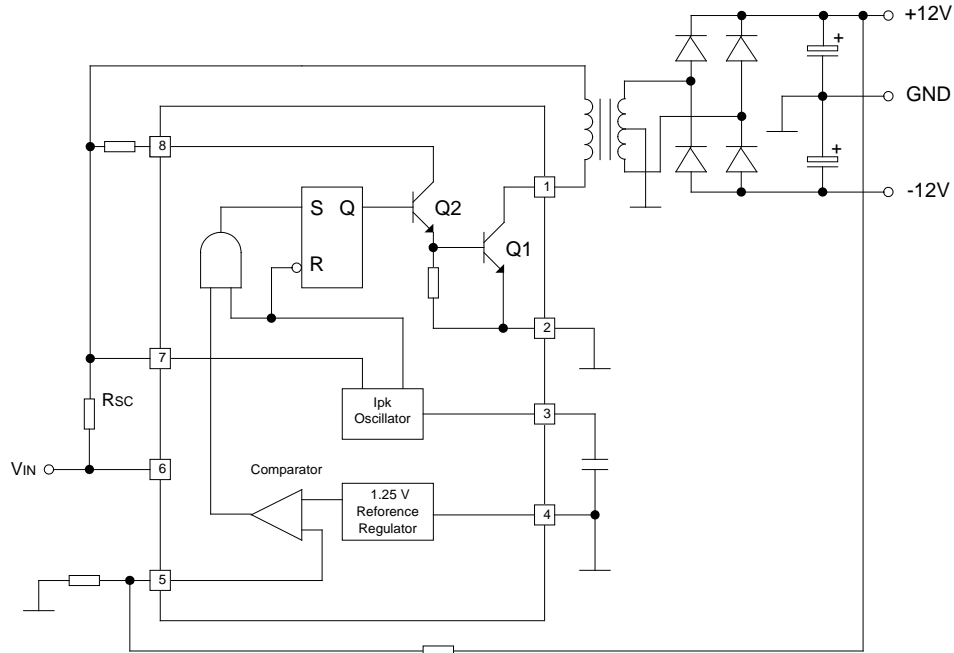 +12V
+
GND
8
S Q
Q2
1
+
Q1
-12V
R
2
7
RSC
Ipk
Oscillator
3
VIN
6
Comparator
1.25 V
Reforence
Regulator
4
5